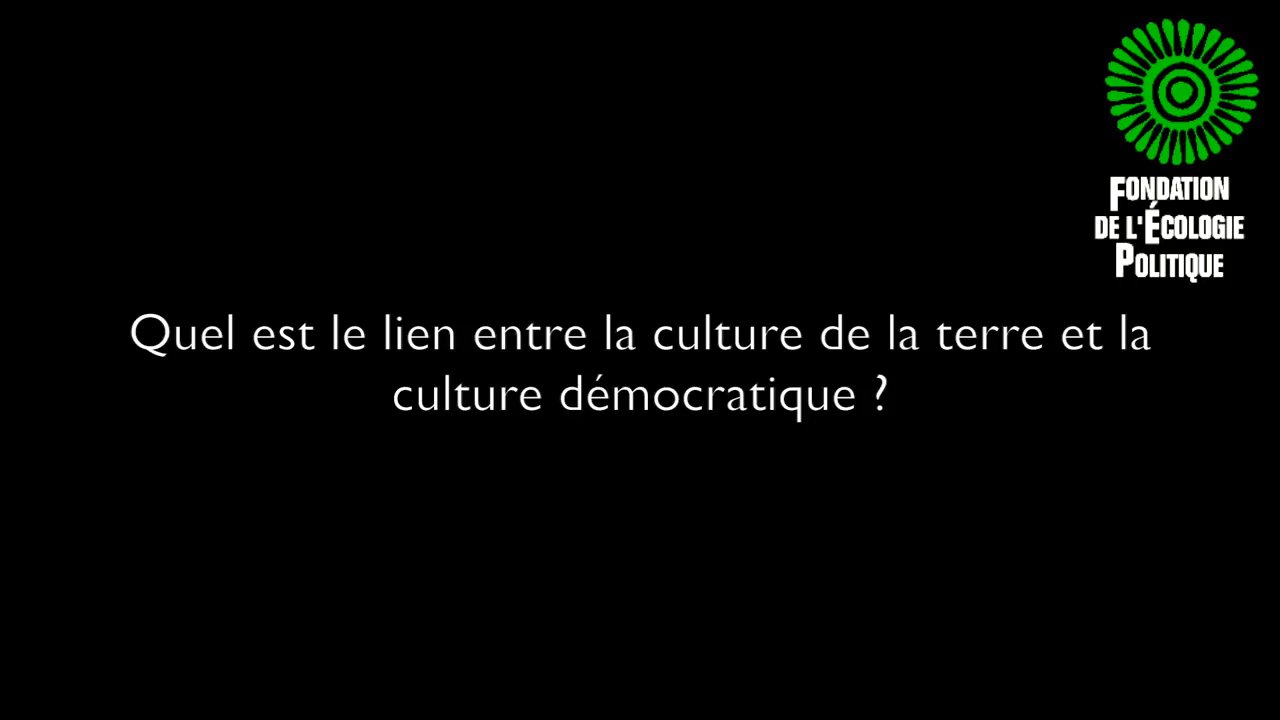 FONDATION
DE L'ÉCOLOGIE
POLITIQUE
Quel est le lien entre la culture de la terre et la
culture démocratique ?